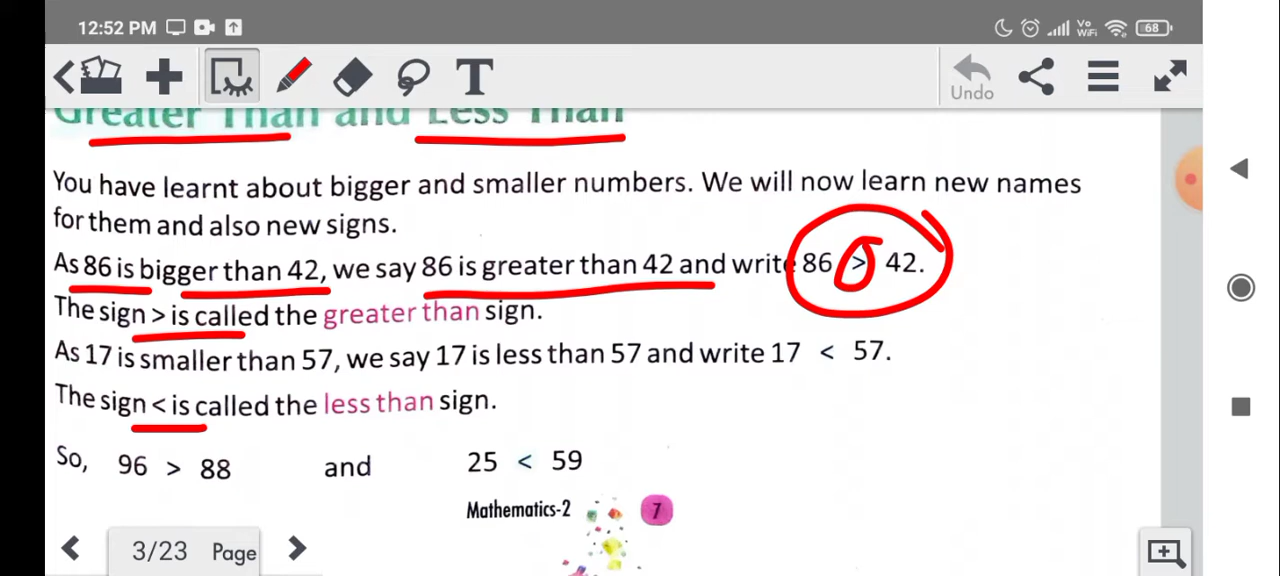 12:52 PM
Vo WiFi 68
T
Undo
Greater Than and Less Than
You have learnt about bigger and smaller numbers. We will now learn new names
for them and also new signs.
As 86 is bigger than 42, we say 86 is greater than 42 and write 86 > 42.
The sign > is called the greater than sign.
As 17 is smaller than 57, we say 17 is less than 57 and write 17 < 57.
The sign < is called the less than sign.
So, 96 > 88 and 25 < 59
Mathematics-2 7
3/23 Page